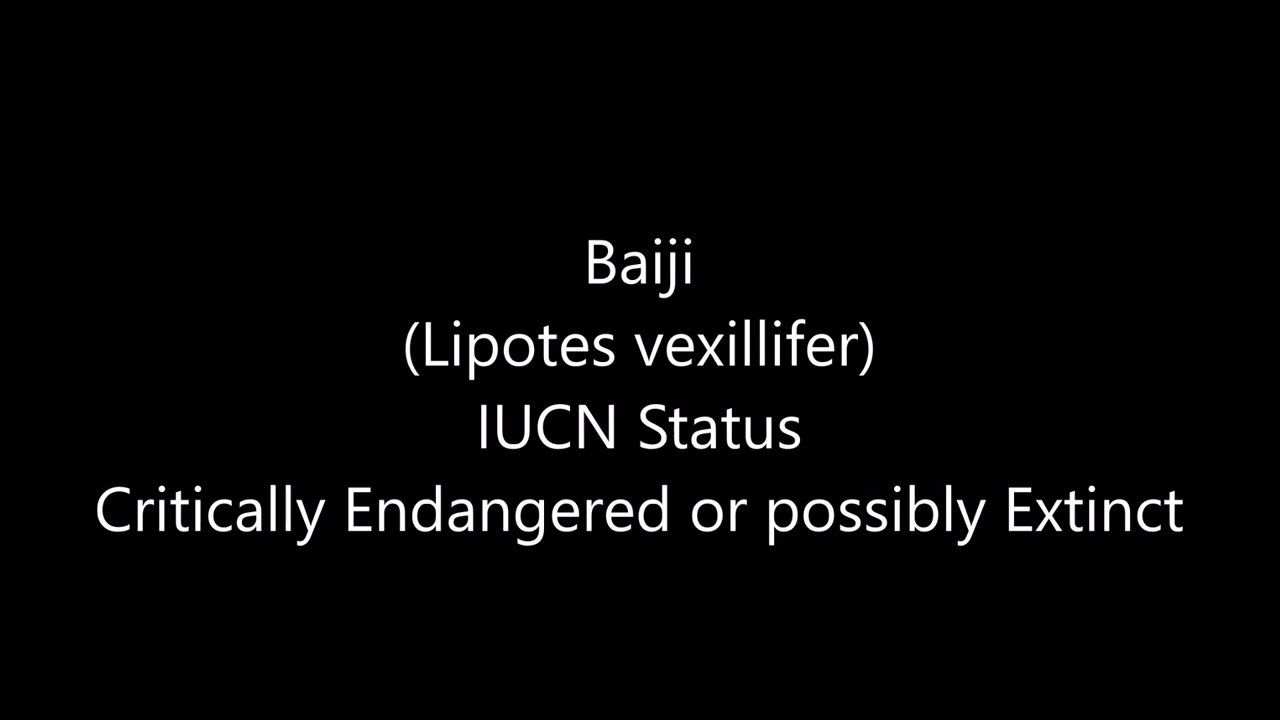 Baiji
(Lipotes vexillifer)
IUCN Status
Critically Endangered or possibly Extinct